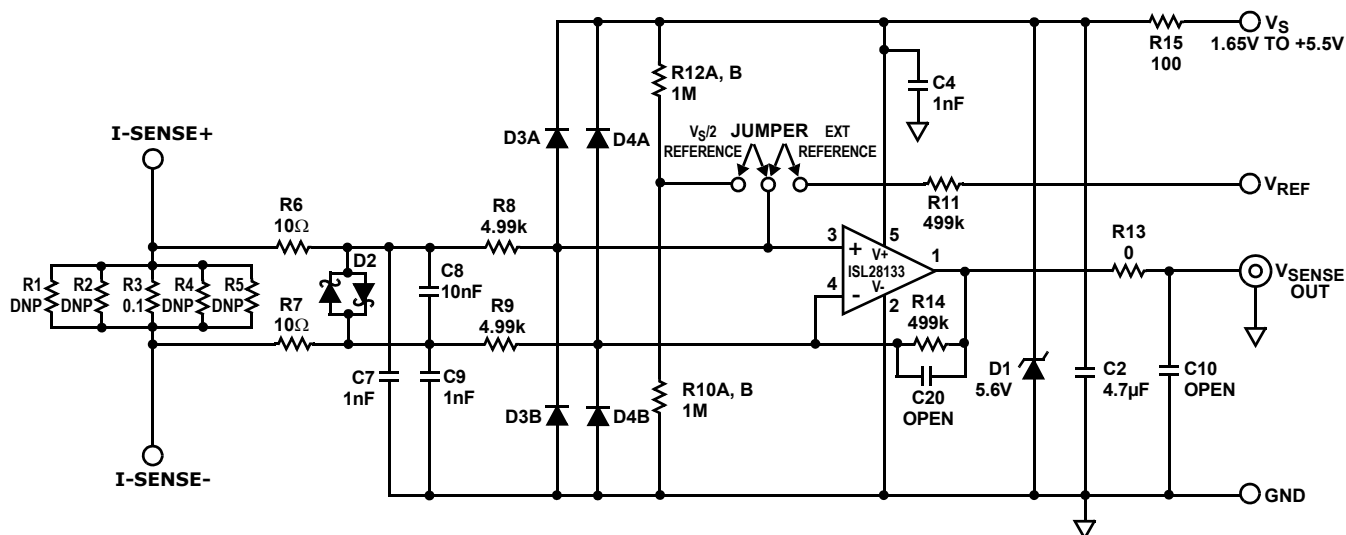 VS
1.65V TO +5.5V
R15
100
R12A, B
1M
C4
1nF
I-SENSE+
D3A
D4A
VS/2
REFERENCE
JUMPER
EXT
REFERENCE
VREF
R11
499k
R6
10Ω
R8
4.99k
R13
0
3
+
V+
5
1
ISL28133
4
-
V-
2
VSENSE
OUT
R1
DNP
R2
DNP
R3
0.1
R4
DNP
R5
DNP
D2
C8
10nF
R7
10Ω
R9
4.99k
R14
499k
C7
1nF
C9
1nF
D1
5.6V
C2
4.7µF
C10
OPEN
C20
OPEN
R10A, B
1M
D3B
D4B
I-SENSE-
GND